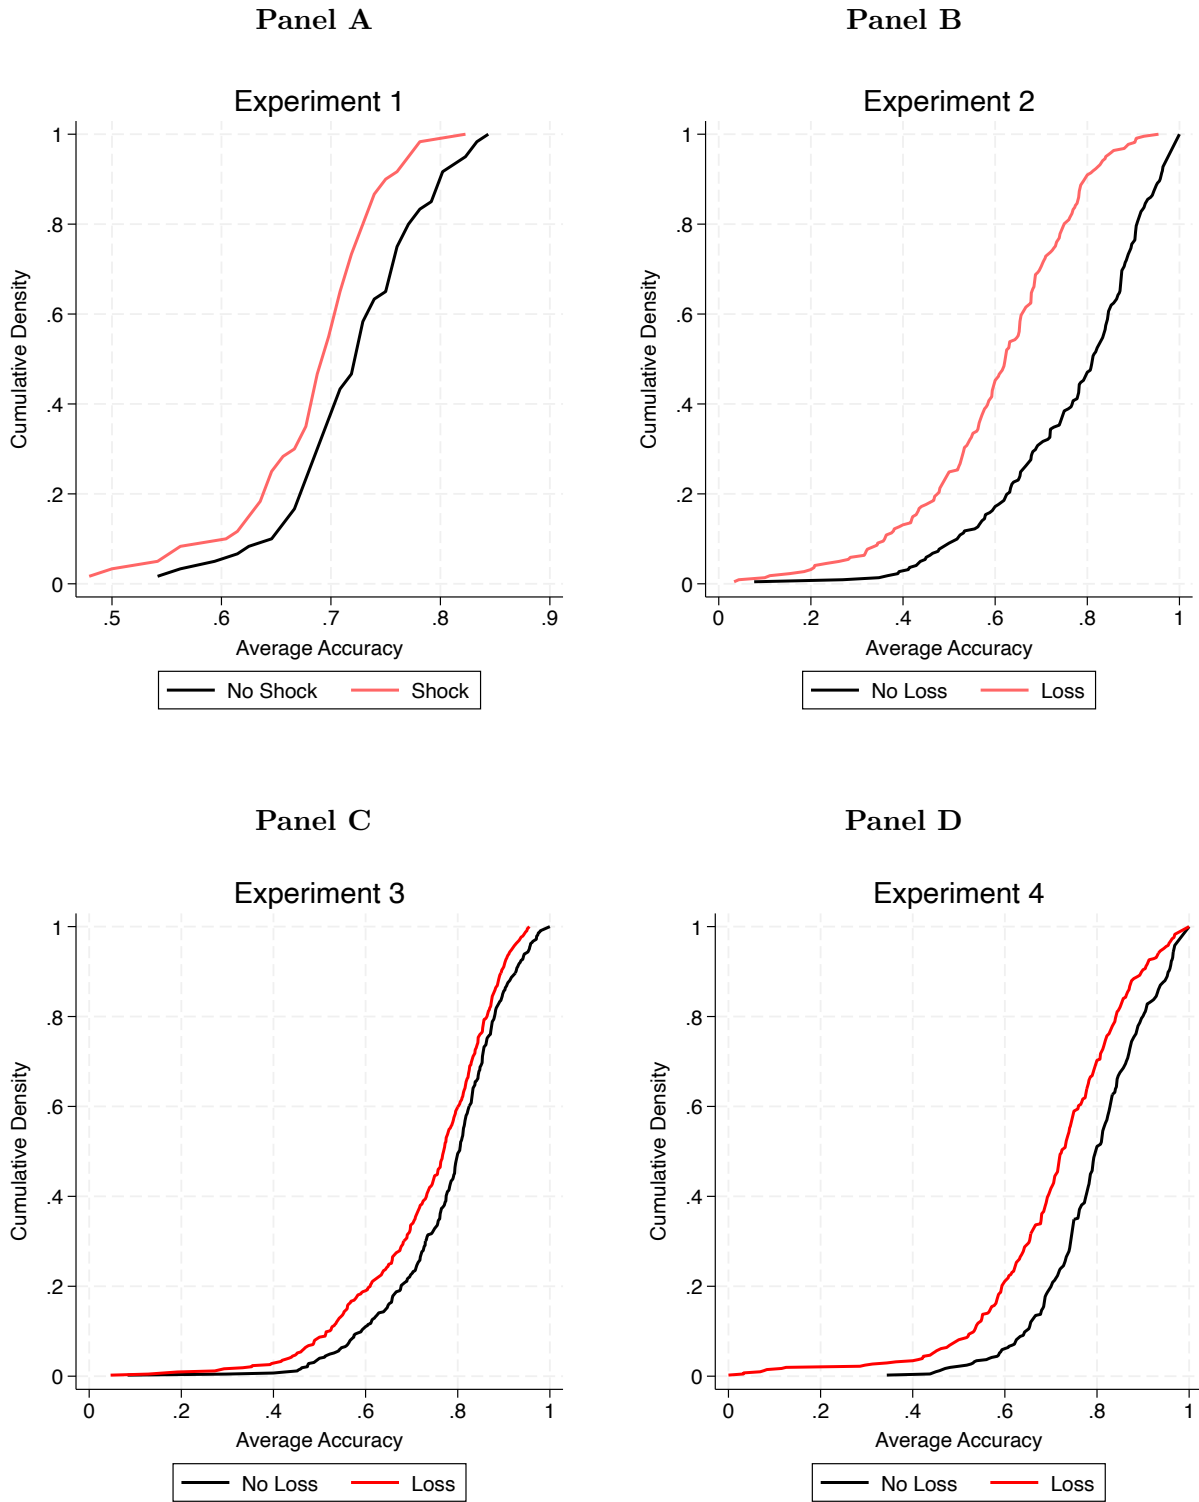 Panel A
Experiment 1
1
.8
.6
.4
.2
0
Cumulative Density
.5 .6 .7 .8 .9
Average Accuracy
No Shock Shock
Panel B
Experiment 2
1
.8
.6
.4
.2
0
Cumulative Density
0 .2 .4 .6 .8 1
Average Accuracy
No Loss Loss
Panel C
Experiment 3
1
.8
.6
.4
.2
0
Cumulative Density
0 .2 .4 .6 .8 1
Average Accuracy
No Loss Loss
Panel D
Experiment 4
1
.8
.6
.4
.2
0
Cumulative Density
0 .2 .4 .6 .8 1
Average Accuracy
No Loss Loss